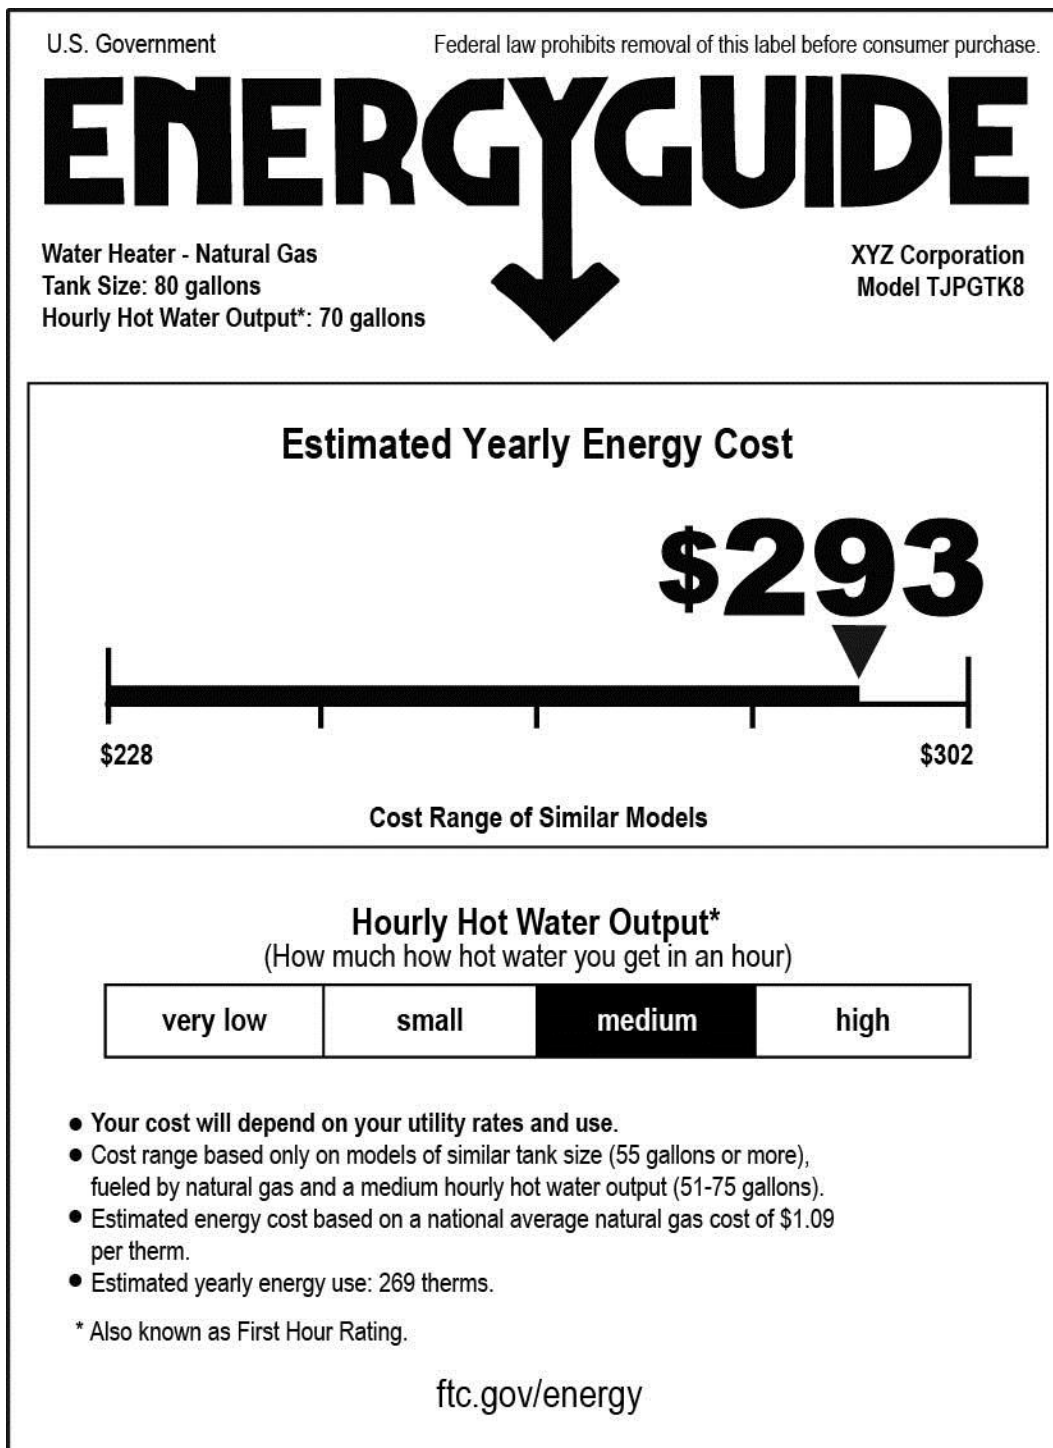 U.S. Government
Federal law prohibits removal of this label before consumer purchase.
ENERGYGUIDE
Water Heater - Natural Gas
Tank Size: 80 gallons
Hourly Hot Water Output*: 70 gallons
XYZ Corporation
Model TJPGTK8
Estimated Yearly Energy Cost
$293
$228
$302
Cost Range of Similar Models
Hourly Hot Water Output*
(How much how hot water you get in an hour)
very low small medium high
● Your cost will depend on your utility rates and use.
● Cost range based only on models of similar tank size (55 gallons or more),
fueled by natural gas and a medium hourly hot water output (51-75 gallons).
● Estimated energy cost based on a national average natural gas cost of $1.09
per therm.
● Estimated yearly energy use: 269 therms.
* Also known as First Hour Rating.
ftc.gov/energy